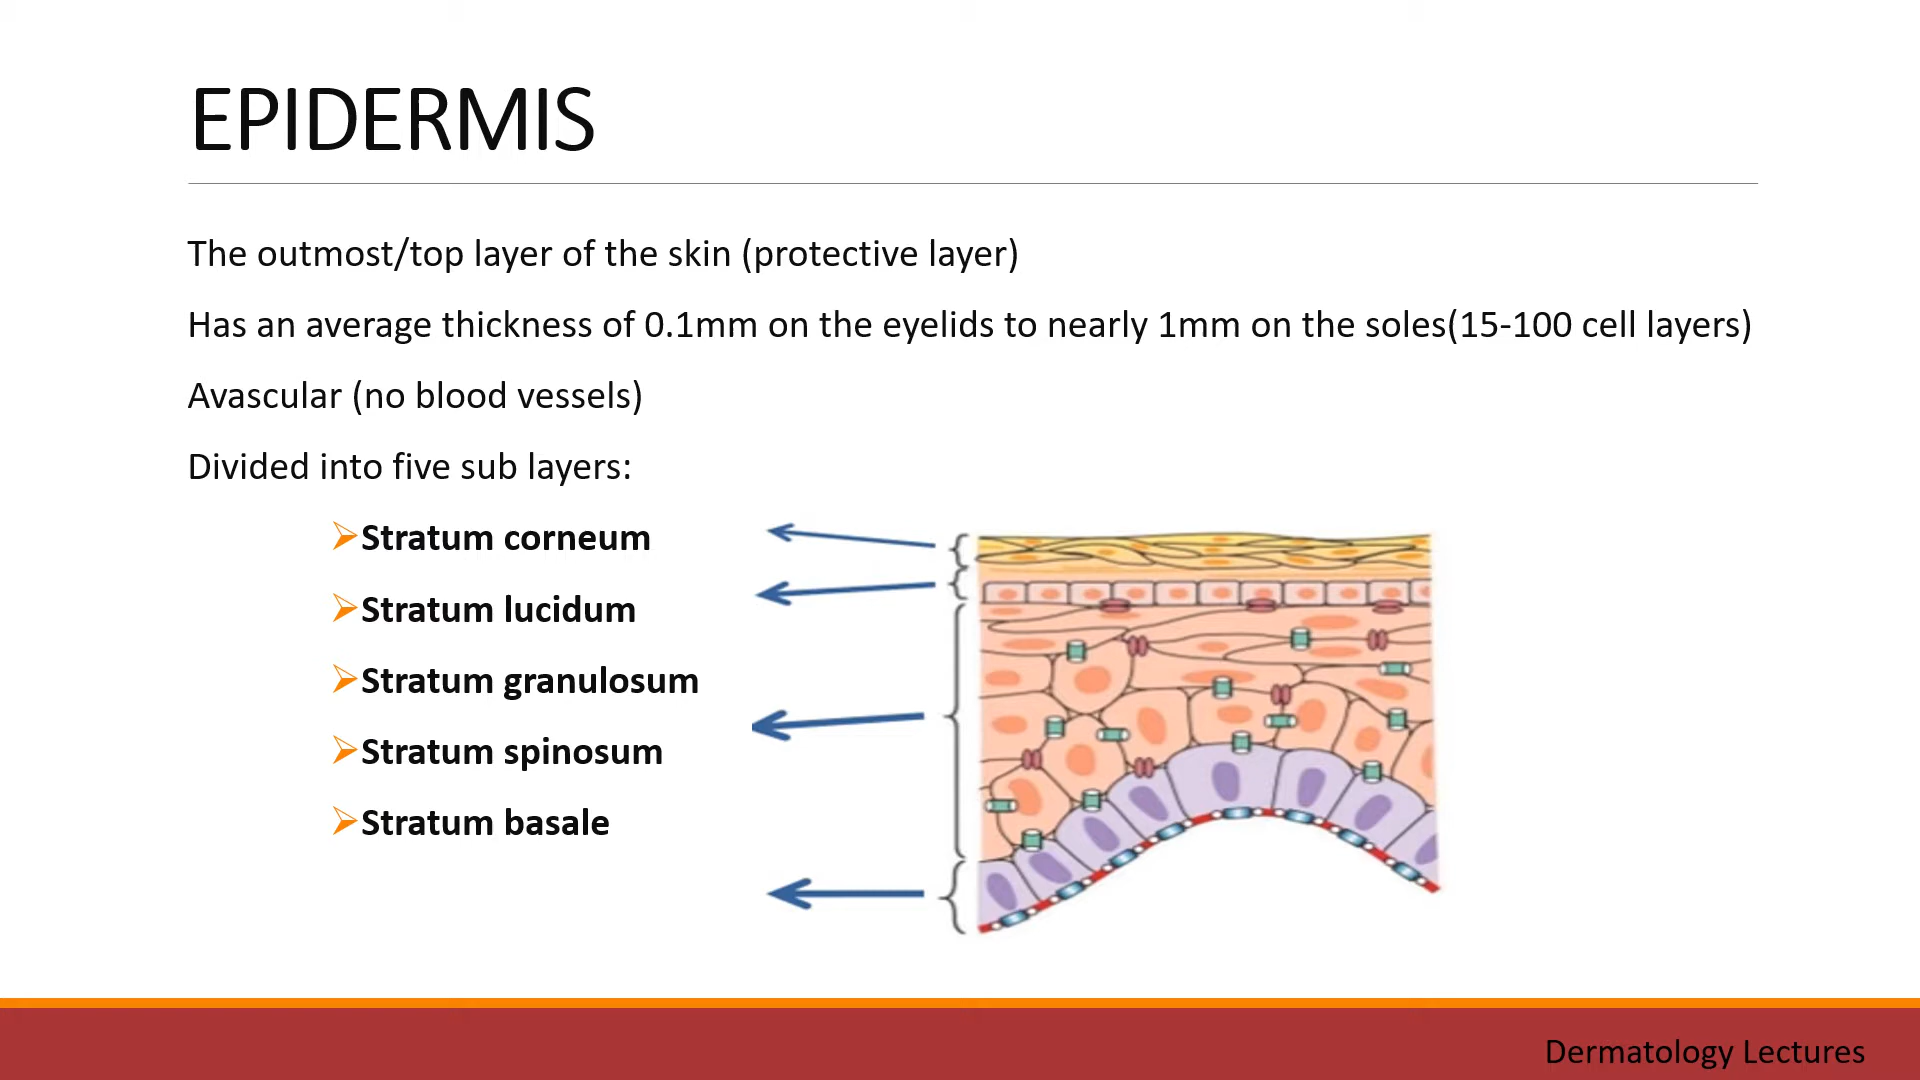 EPIDERMIS
The outmost/top layer of the skin (protective layer)
Has an average thickness of 0.1mm on the eyelids to nearly 1mm on the soles(15-100 cell layers)
Avascular (no blood vessels)
Divided into five sub layers:
Stratum corneum
Stratum lucidum
Stratum granulosum
Stratum spinosum
Stratum basale
Dermatology Lectures